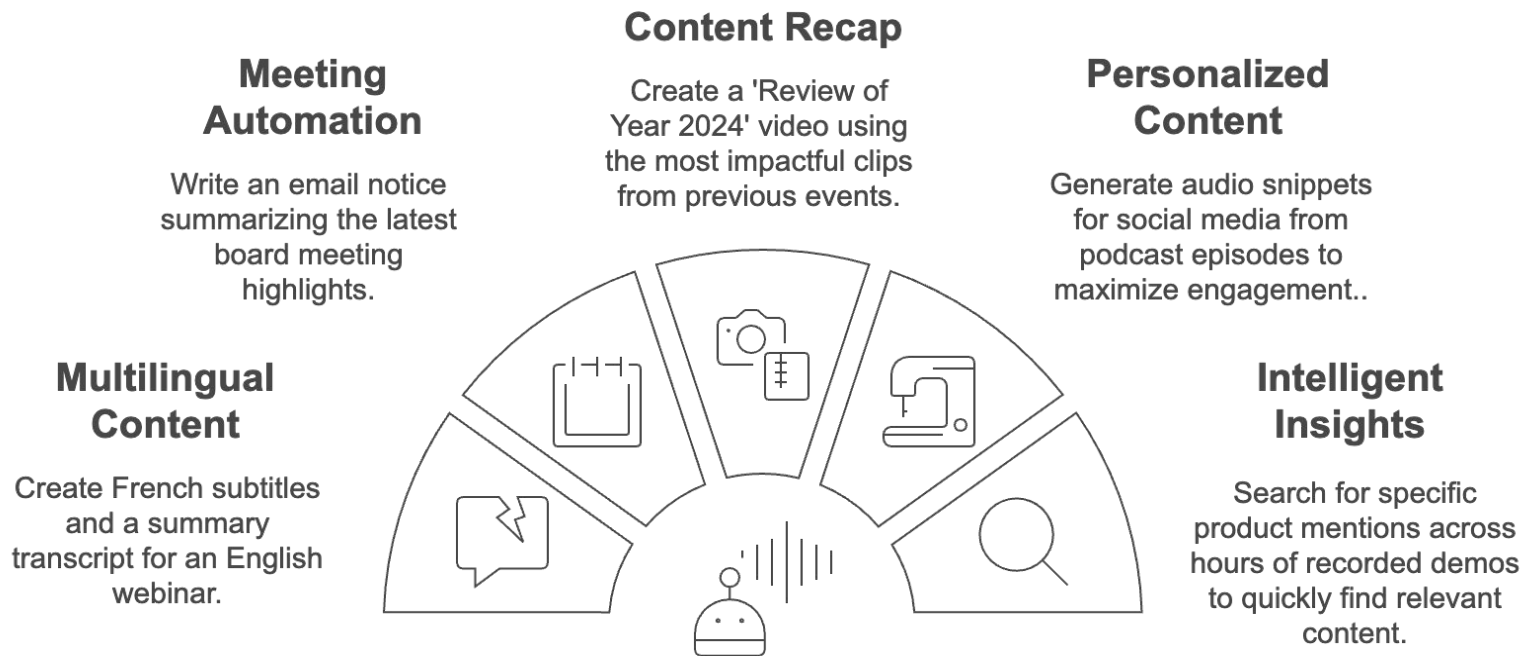 Content Recap
Create a 'Review of
Year 2024' video using
the most impactful clips
from previous events.
Meeting
Automation
Write an email notice
summarizing the latest
board meeting
highlights.
Personalized
Content
Generate audio snippets
for social media from
podcast episodes to
maximize engagement..
Multilingual
Content
Create French subtitles
and a summary
transcript for an English
webinar.
Intelligent
Insights
Search for specific
product mentions across
hours of recorded demos
to quickly find relevant
content.